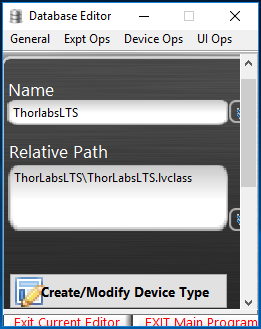 Database Editor
General Expt Ops Device Ops UI Ops
Name
ThorlabsLTS
Relative Path
ThorLabsLTS\ThorLabsLTS.lvclass
Create/Modify Device Type
Exit Current Editor EXIT Main Program